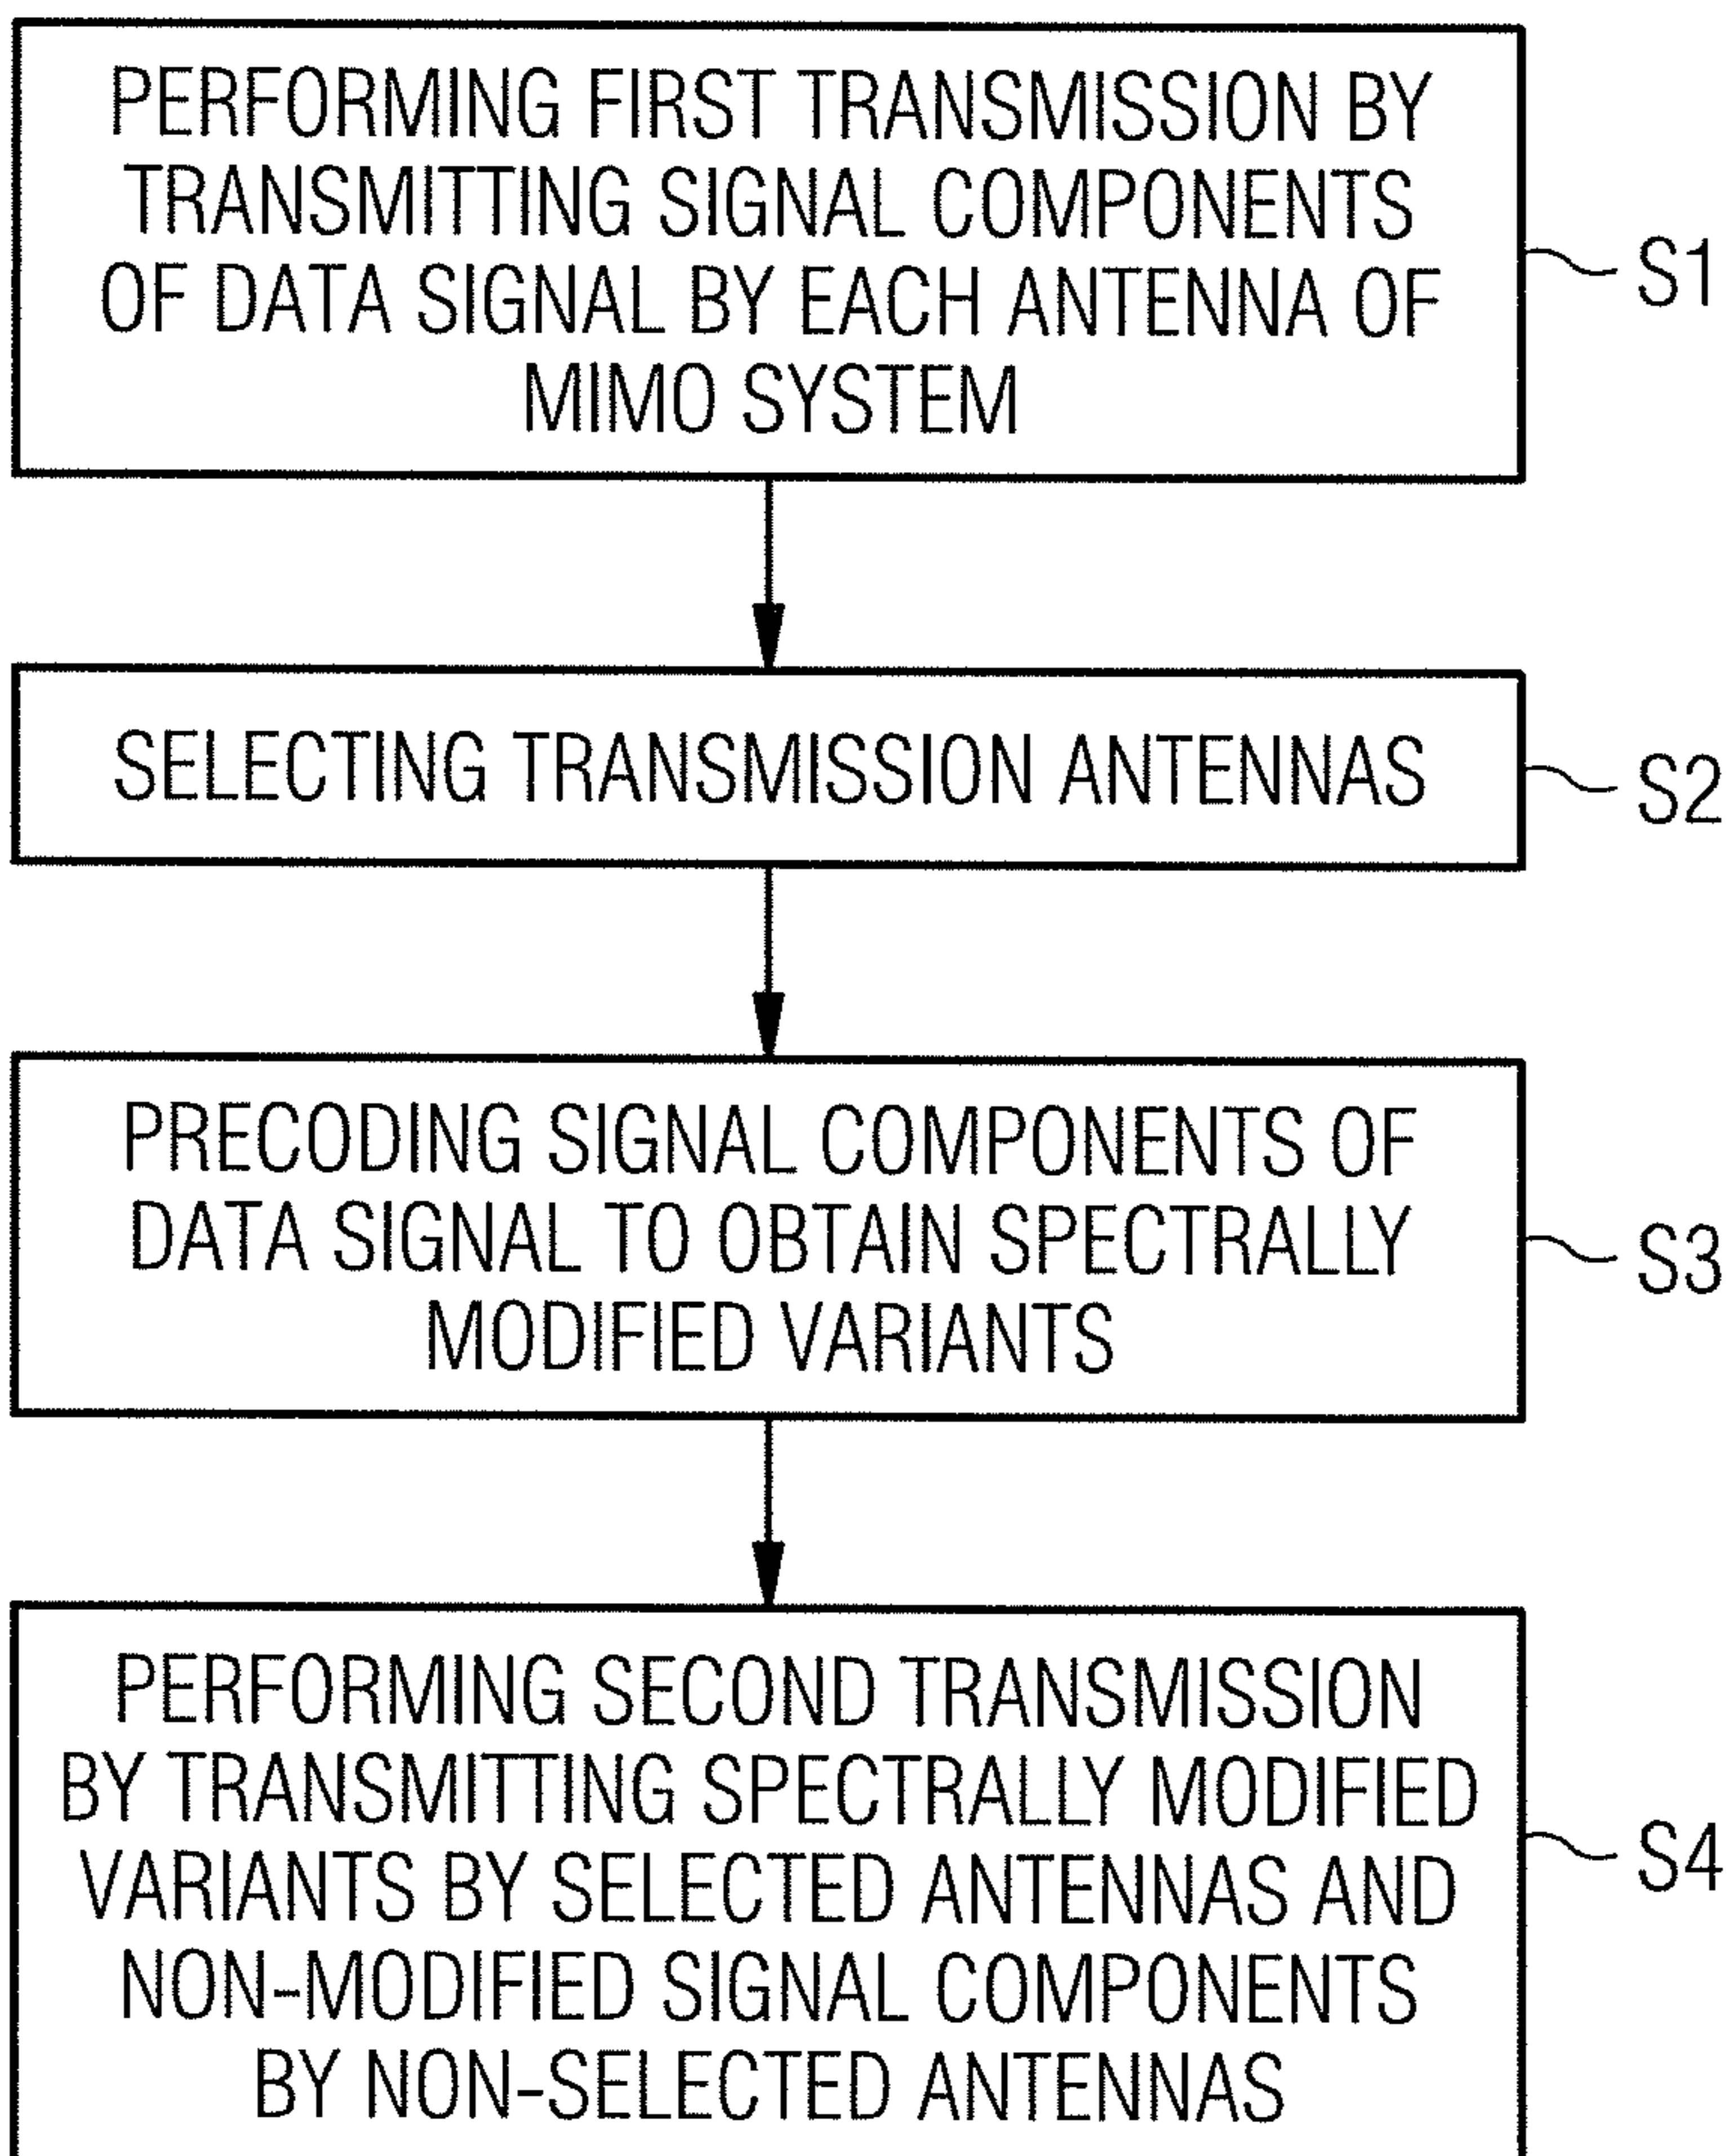 PERFORMING FIRST TRANSMISSION BY
TRANSMITTING SIGNAL COMPONENTS
OF DATA SIGNAL BY EACH ANTENNA OF
MIMO SYSTEM
S1
SELECTING TRANSMISSION ANTENNAS
S2
PRECODING SIGNAL COMPONENTS OF
DATA SIGNAL TO OBTAIN SPECTRALLY
MODIFIED VARIANTS
S3
PERFORMING SECOND TRANSMISSION
BY TRANSMITTING SPECTRALLY MODIFIED
VARIANTS BY SELECTED ANTENNAS AND
NON-MODIFIED SIGNAL COMPONENTS
BY NON-SELECTED ANTENNAS
S4